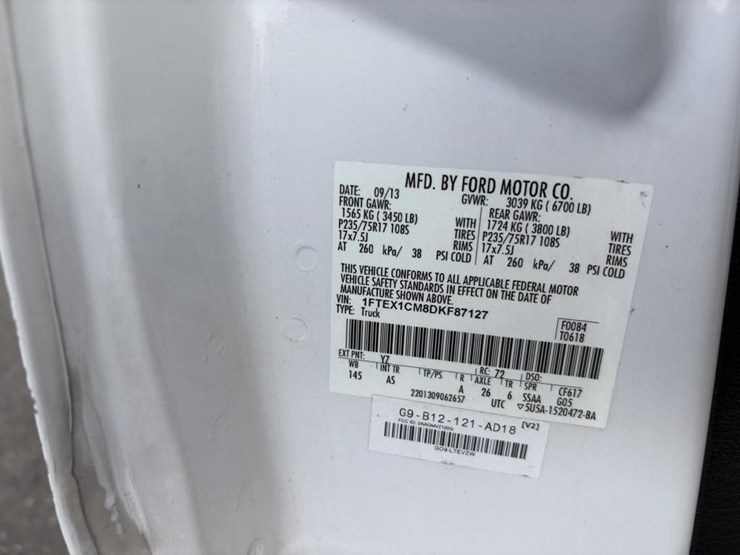 MFD. BY FORD MOTOR CO.
DATE: 09/13 GVWR: 3039 KG ( 6700 LB)
FRONT GAWR: REAR GAWR:
1565 KG ( 3450 LB) WITH 1724 KG ( 3800 LB) WITH
P235/75R17 108S TIRES P235/75R17 108S TIRES
17x7.5J RIMS 17x7.5J RIMS
AT 260 kPa/ 38 PSI COLD AT 260 kPa/ 38 PSI COLD
THIS VEHICLE CONFORMS TO ALL APPLICABLE FEDERAL MOTOR
VEHICLE SAFETY STANDARDS IN EFFECT ON THE DATE OF
MANUFACTURE SHOWN ABOVE.
VIN: 1FTEX1CM8DKF87127
TYPE: Truck
F0084
T0618
EXT PNT: YZ RC: 72 DSO:
WB INT TR TP/PS R AXLE TR SPR CF617
145 AS A 26 6 SSAA G05
2201309062657 UTC 5U5A-1520472-BA
G9-B12-121-AD18 [V2]
GO9-LTEVZW